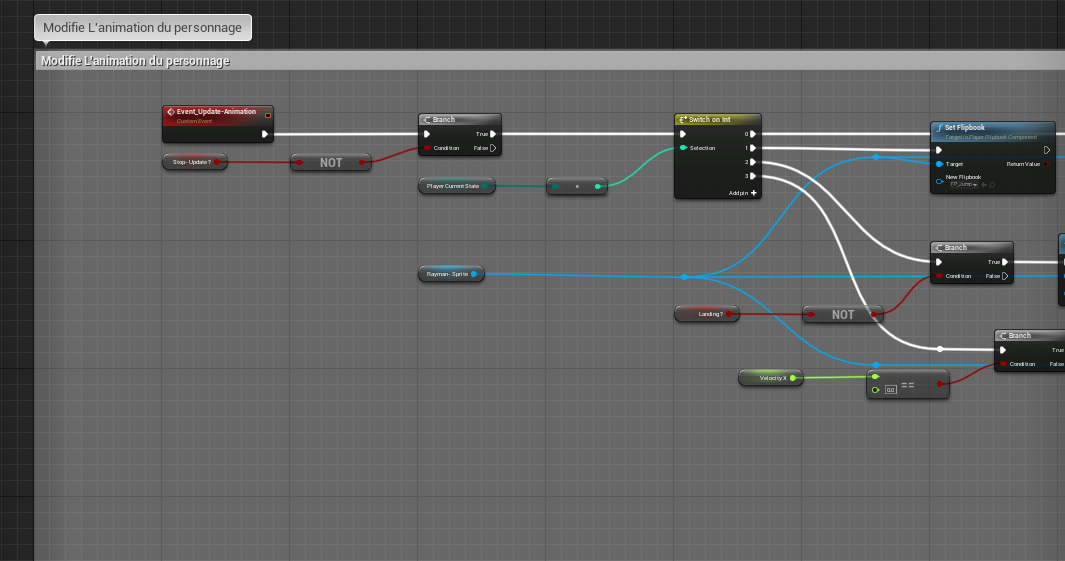 Modifie L'animation du personnage
Modifie L'animation du personnage
Event_Update-Animation
Custom Event
Stop- Update?
NOT
Branch
True
Condition
False
Player Current State
Switch on Int
0
Selection
1
2
3
Add pin +
Set Flipbook
Target is Paper Flipbook Component
Target
Return Value
New Flipbook
FP_Jump
Rayman- Sprite
Branch
True
Condition
False
Landing?
NOT
Branch
True
Condition
False
Velocity X
0.0
==